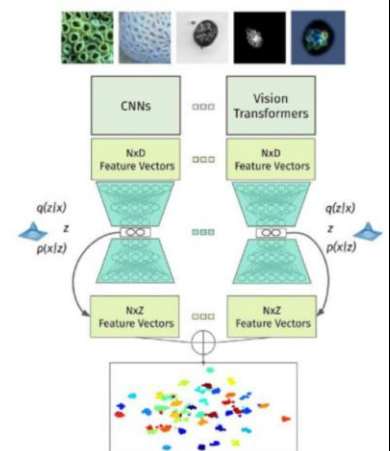 CNNs
Vision
Transformers
NxD
Feature Vectors
NxD
Feature Vectors
q(z|x)
z
p(x|z)
q(z|x)
z
p(x|z)
NxZ
Feature Vectors
NxZ
Feature Vectors